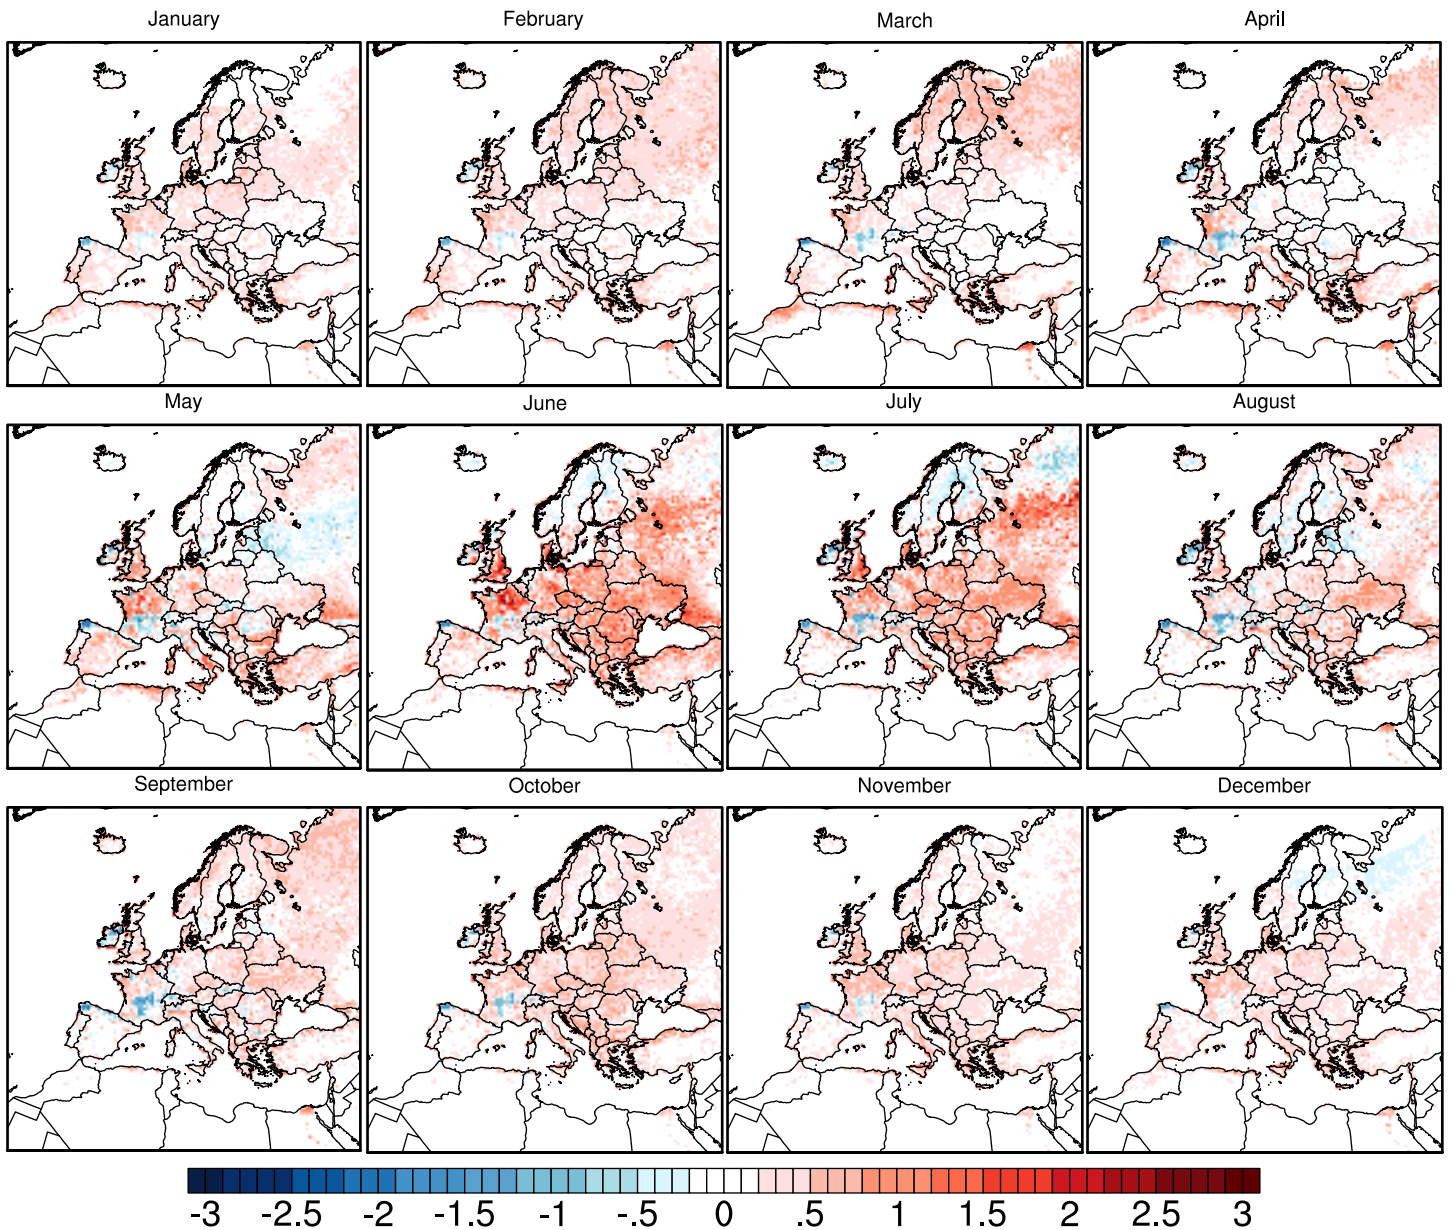 January February March April
May June July August
September October November December
-3 -2.5 -2 -1.5 -1 -.5 0 .5 1 1.5 2 2.5 3